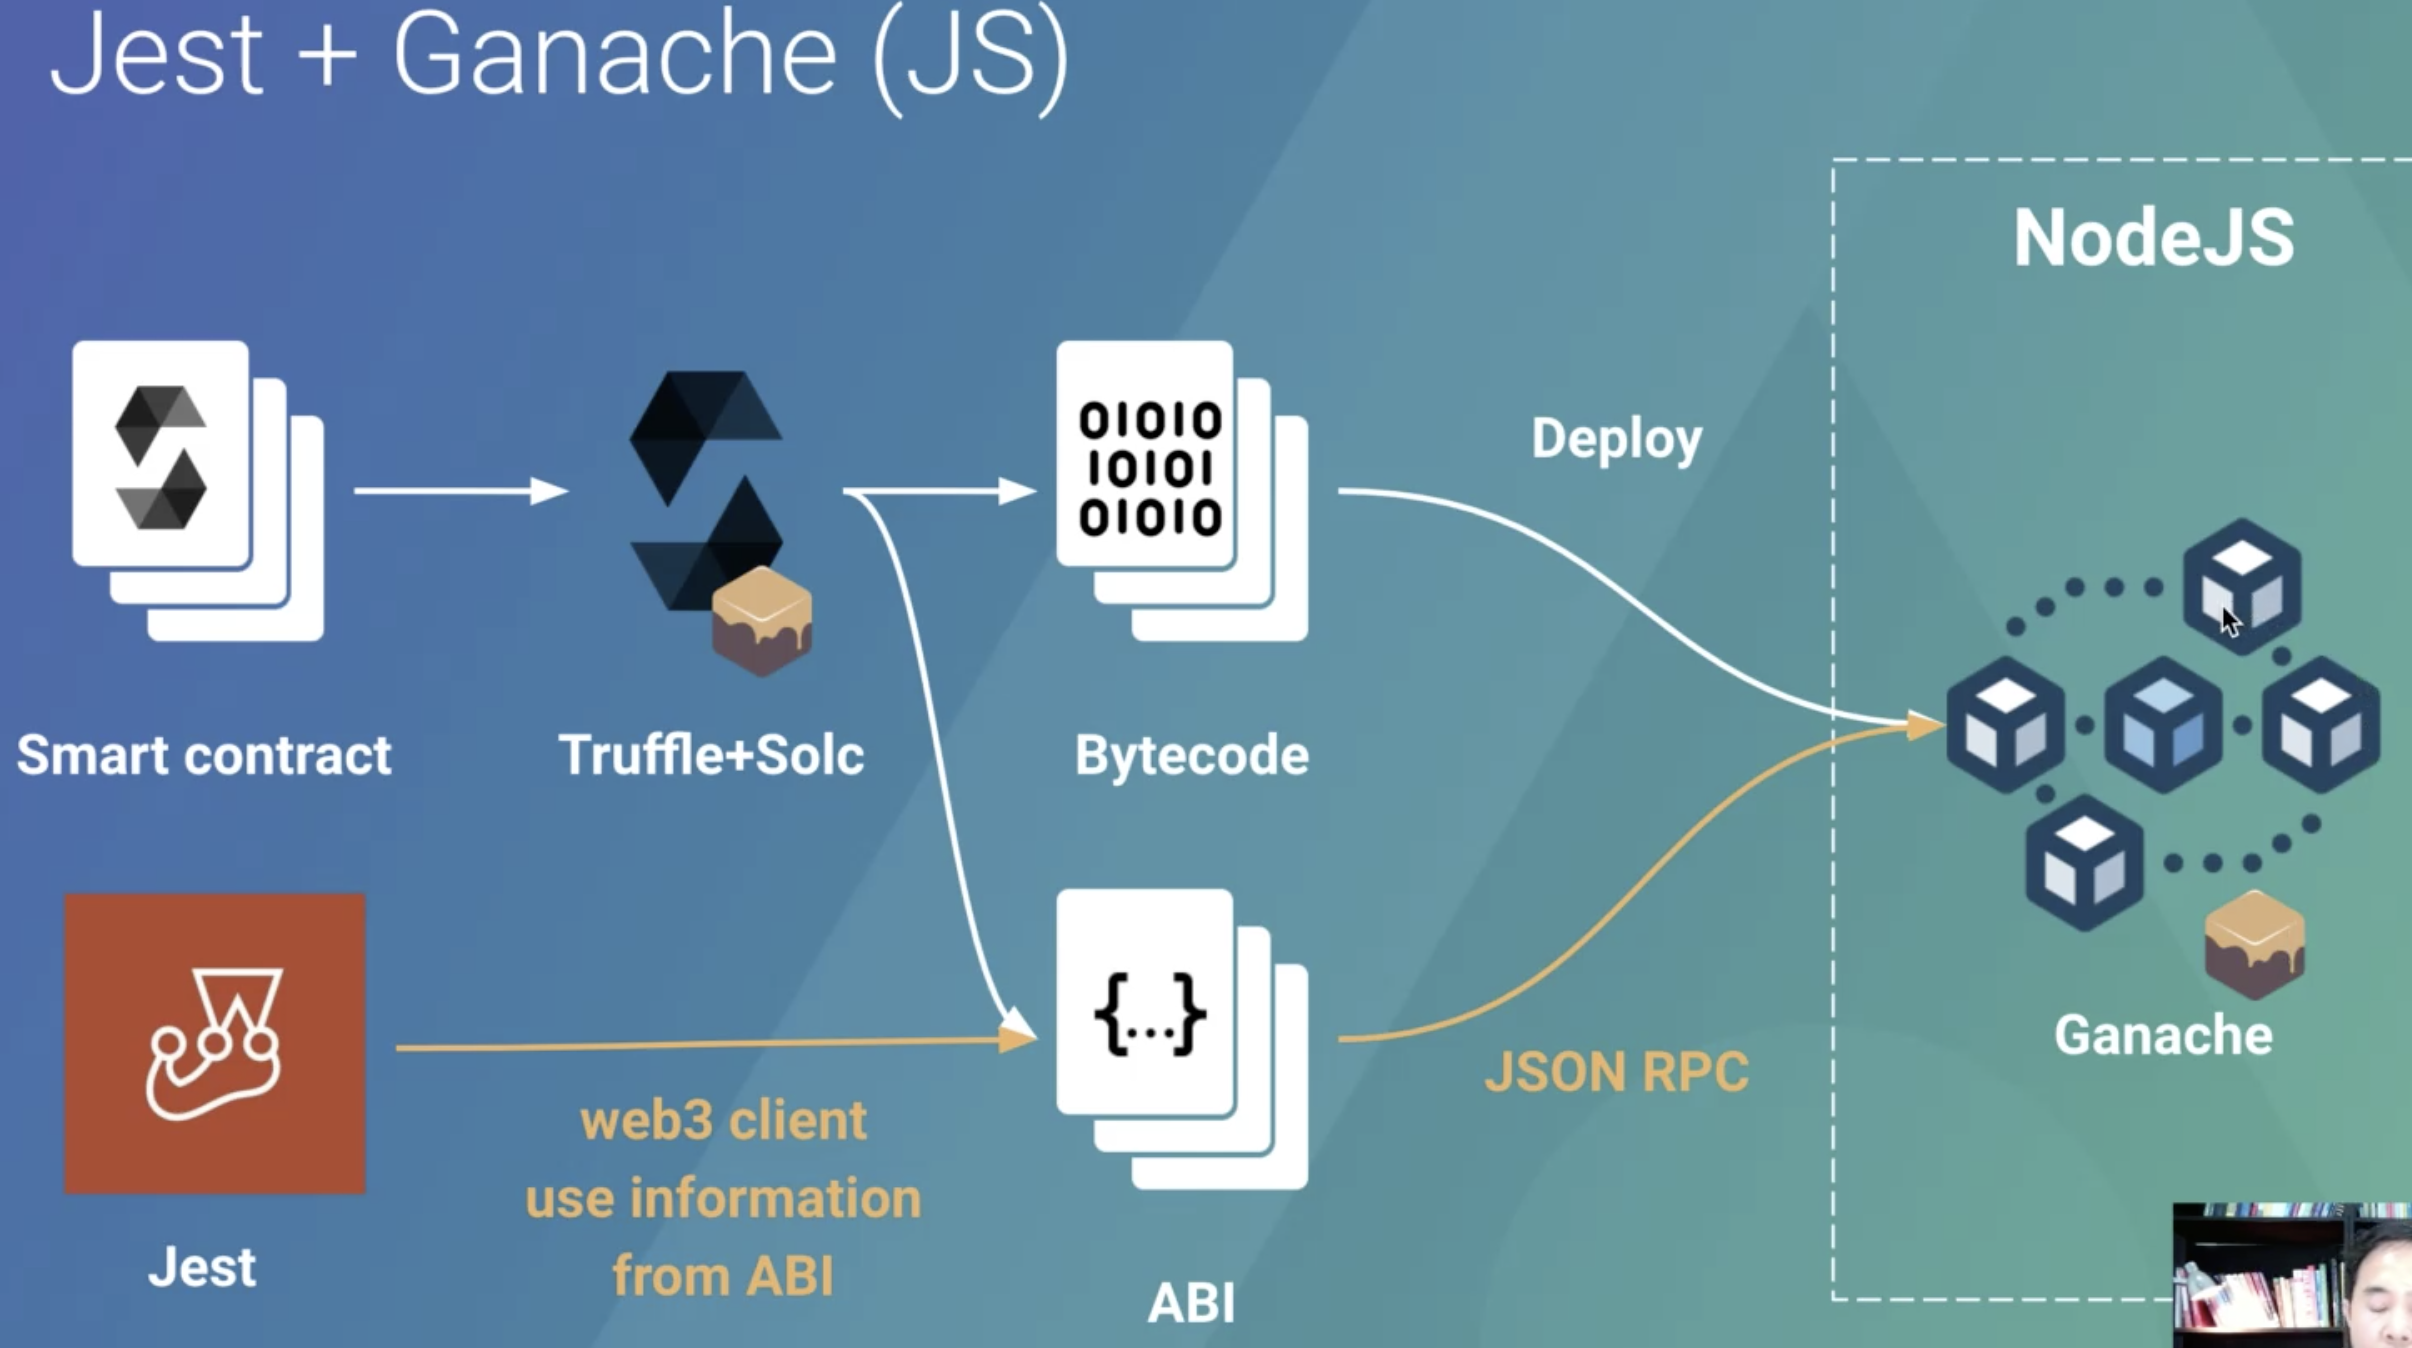 Jest + Ganache (JS)
NodeJS
01010
10101
01010
Deploy
Smart contract
Truffle+Solc
Bytecode
{...}
JSON RPC
Ganache
web3 client
use information
from ABI
Jest
ABI